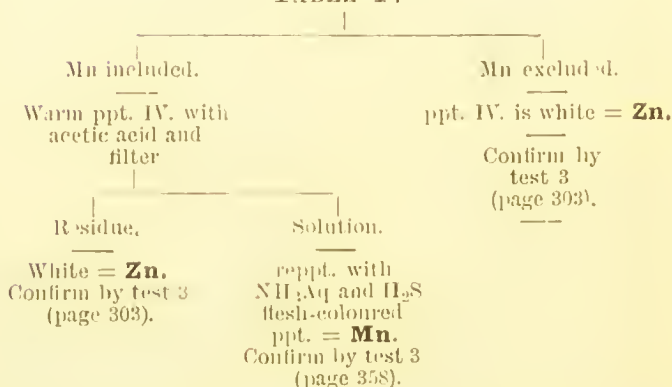 TABLE IV
Mn included.
Warm ppt. IV. with
acetic acid and
filter
Residue.
White = Zn.
Confirm by test 3
(page 303).
Solution.
reppt. with
NH₃Aq and H₂S
flesh-coloured
ppt. = Mn.
Confirm by test 3
(page 358).
Mn excluded.
ppt. IV. is white = Zn.
Confirm by
test 3
(page 303).